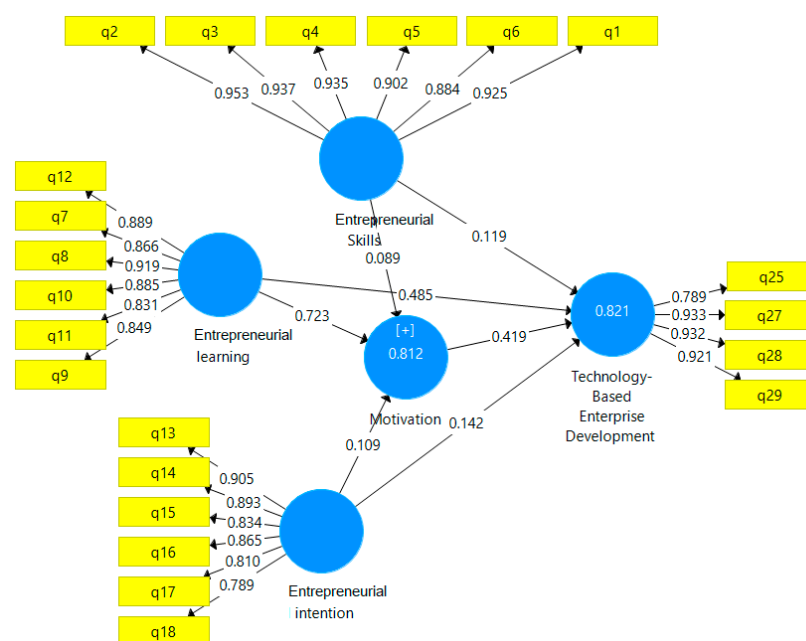 q2
q3
q4
q5
q6
q1
0.953
0.937
0.935
0.902
0.884
0.925
Entrepreneurial
Skills
0.089
0.119
q12
q7
q8
q10
q11
q9
0.889
0.866
0.919
0.885
0.831
0.849
Entrepreneurial
learning
0.723
0.485
[+]
0.812
Motivation
0.419
0.821
Technology-
Based
Enterprise
Development
0.789
0.933
0.932
0.921
q25
q27
q28
q29
0.109
0.142
q13
q14
q15
q16
q17
q18
0.905
0.893
0.834
0.865
0.810
0.789
Entrepreneurial
intention